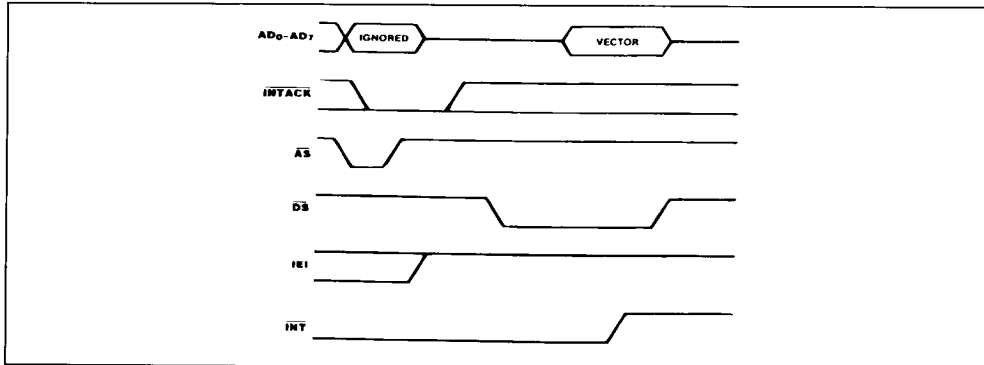 AD0-AD7
IGNORED
VECTOR
INTACK
AS
DS
IEI
INT